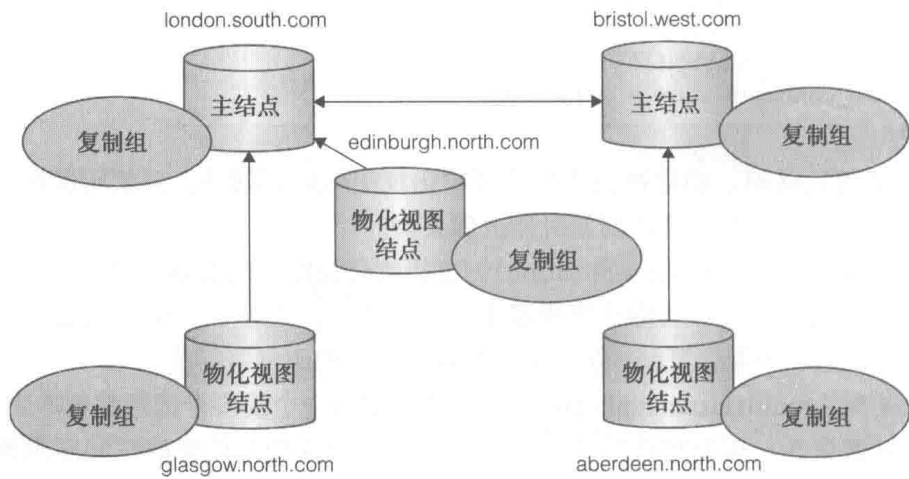 london.south.com
bristol.west.com
主结点
主结点
复制组
复制组
edinburgh.north.com
物化视图
结点
复制组
物化视图
结点
复制组
物化视图
结点
复制组
glasgow.north.com
aberdeen.north.com